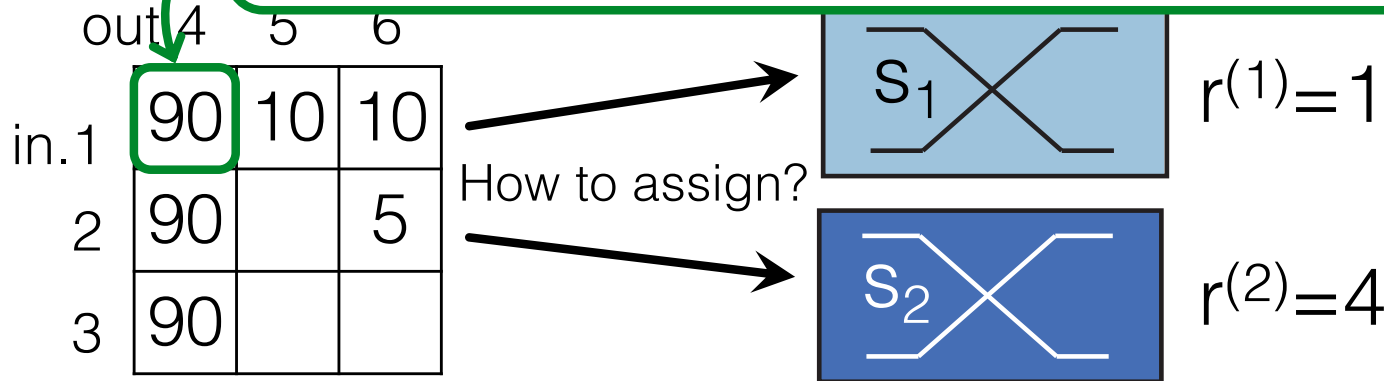 out 4 5 6
in.1 90 10 10
2 90 5
3 90
How to assign?
S1 r(1)=1
S2 r(2)=4